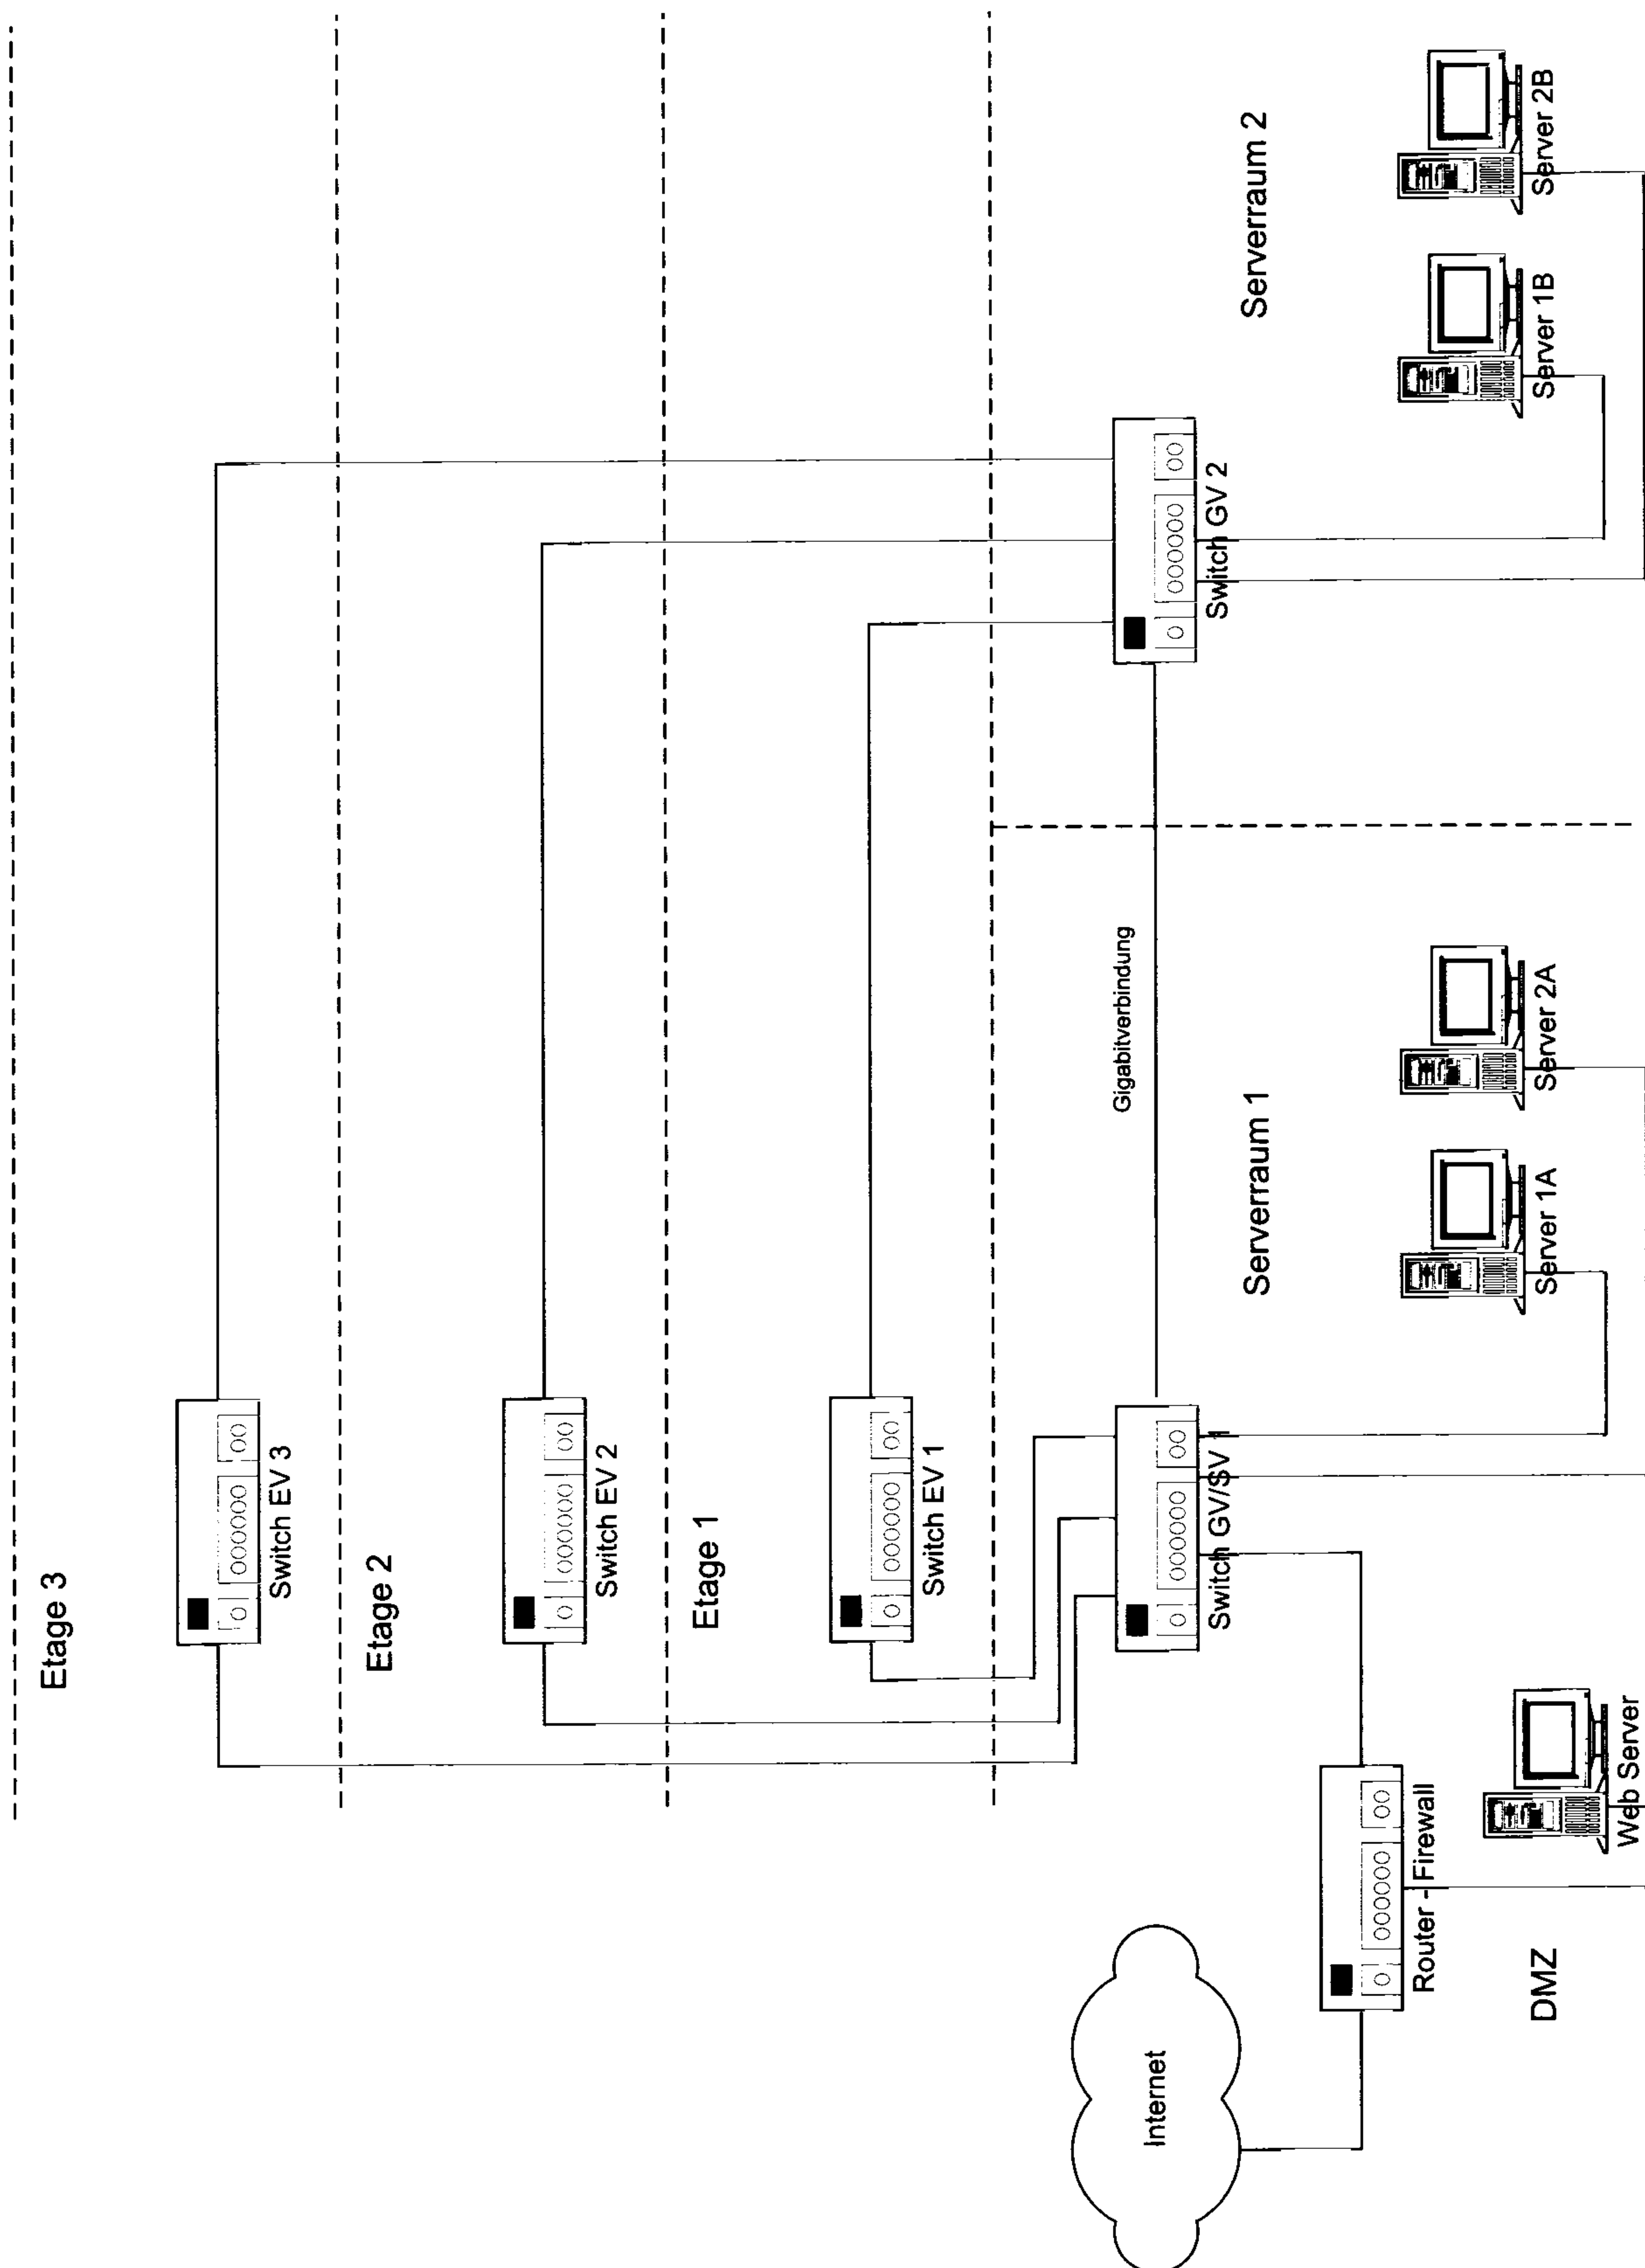 Etage 3
Switch EV 3
Etage 2
Switch EV 2
Etage 1
Switch EV 1
Gigabitverbindung
Switch GV/SV 1
Switch GV 2
Serverraum 1
Serverraum 2
Internet
Router - Firewall
Server 1A
Server 2A
Server 1B
Server 2B
DMZ
Web Server